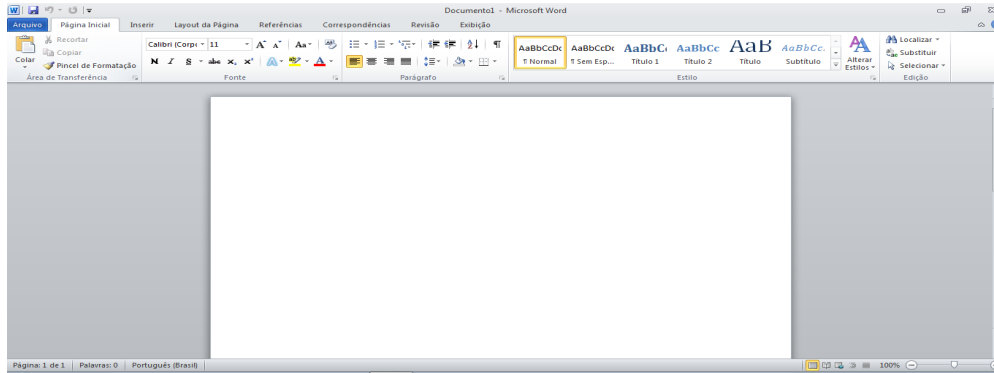 Documento1 - Microsoft Word
Arquivo Página Inicial Inserir Layout da Página Referências Correspondências Revisão Exibição
Colar
Recortar
Copiar
Pincel de Formatação
Área de Transferência
Calibri (Corpo 11
N I S abc x, x'
Aa
A A
Fonte
Parágrafo
AaBbCcDc AaBbCcDc AaBbC AaBbCc AaB AaBbCc.
¶ Normal ¶ Sem Esp... Título 1 Título 2 Título Subtítulo
Estilo
Alterar
Estilos
Localizar
Substituir
Selecionar
Edição
Página: 1 de 1 Palavras: 0 Português (Brasil) 100%